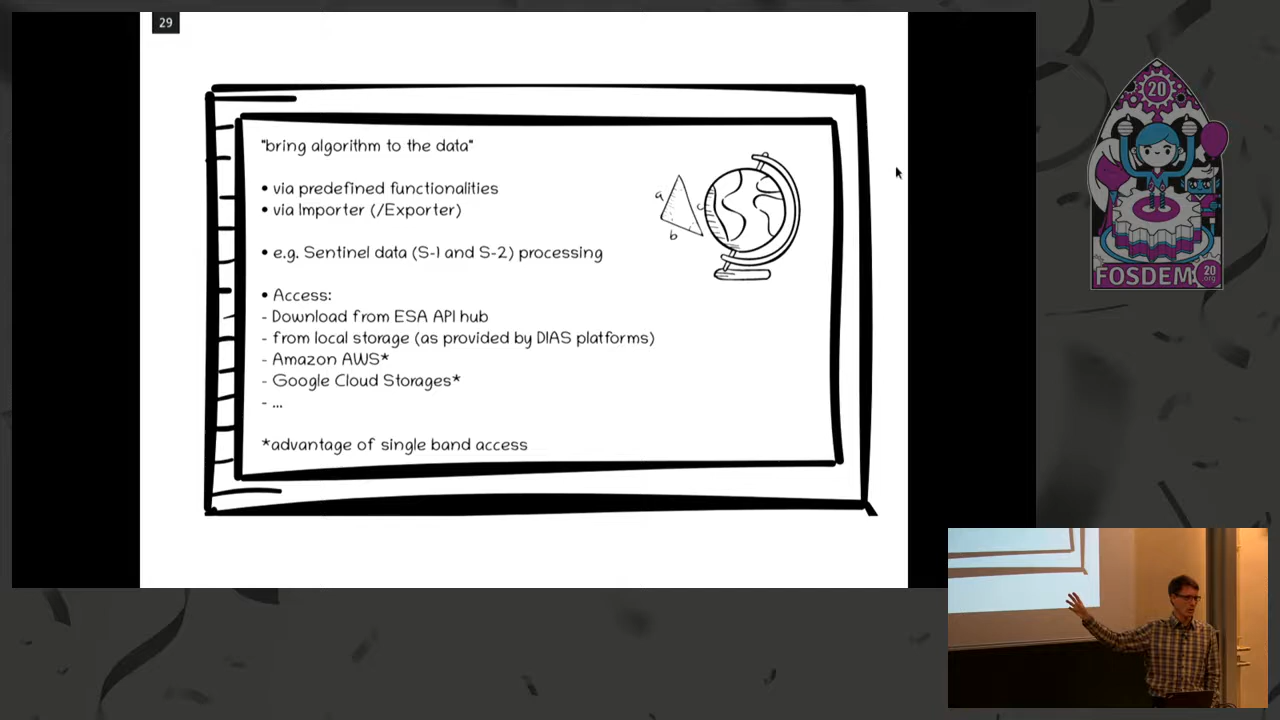 29
"bring algorithm to the data"
• via predefined functionalities
• via Importer (/Exporter)
• e.g. Sentinel data (S-1 and S-2) processing
• Access:
- Download from ESA API hub
- from local storage (as provided by DIAS platforms)
- Amazon AWS*
- Google Cloud Storages*
- ...
*advantage of single band access
a
c
b
20
FOSDEM
20
.org